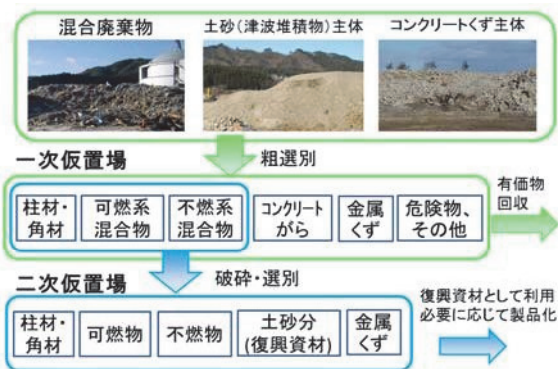 混合廃棄物
土砂(津波堆積物)主体
コンクリートくず主体
一次仮置場
粗選別
柱材・
角材
可燃系
混合物
不燃系
混合物
コンクリート
がら
金属
くず
危険物、
その他
有価物
回収
二次仮置場
破砕・選別
柱材・
角材
可燃物
不燃物
土砂分
(復興資材)
金属
くず
復興資材として利用
必要に応じて製品化